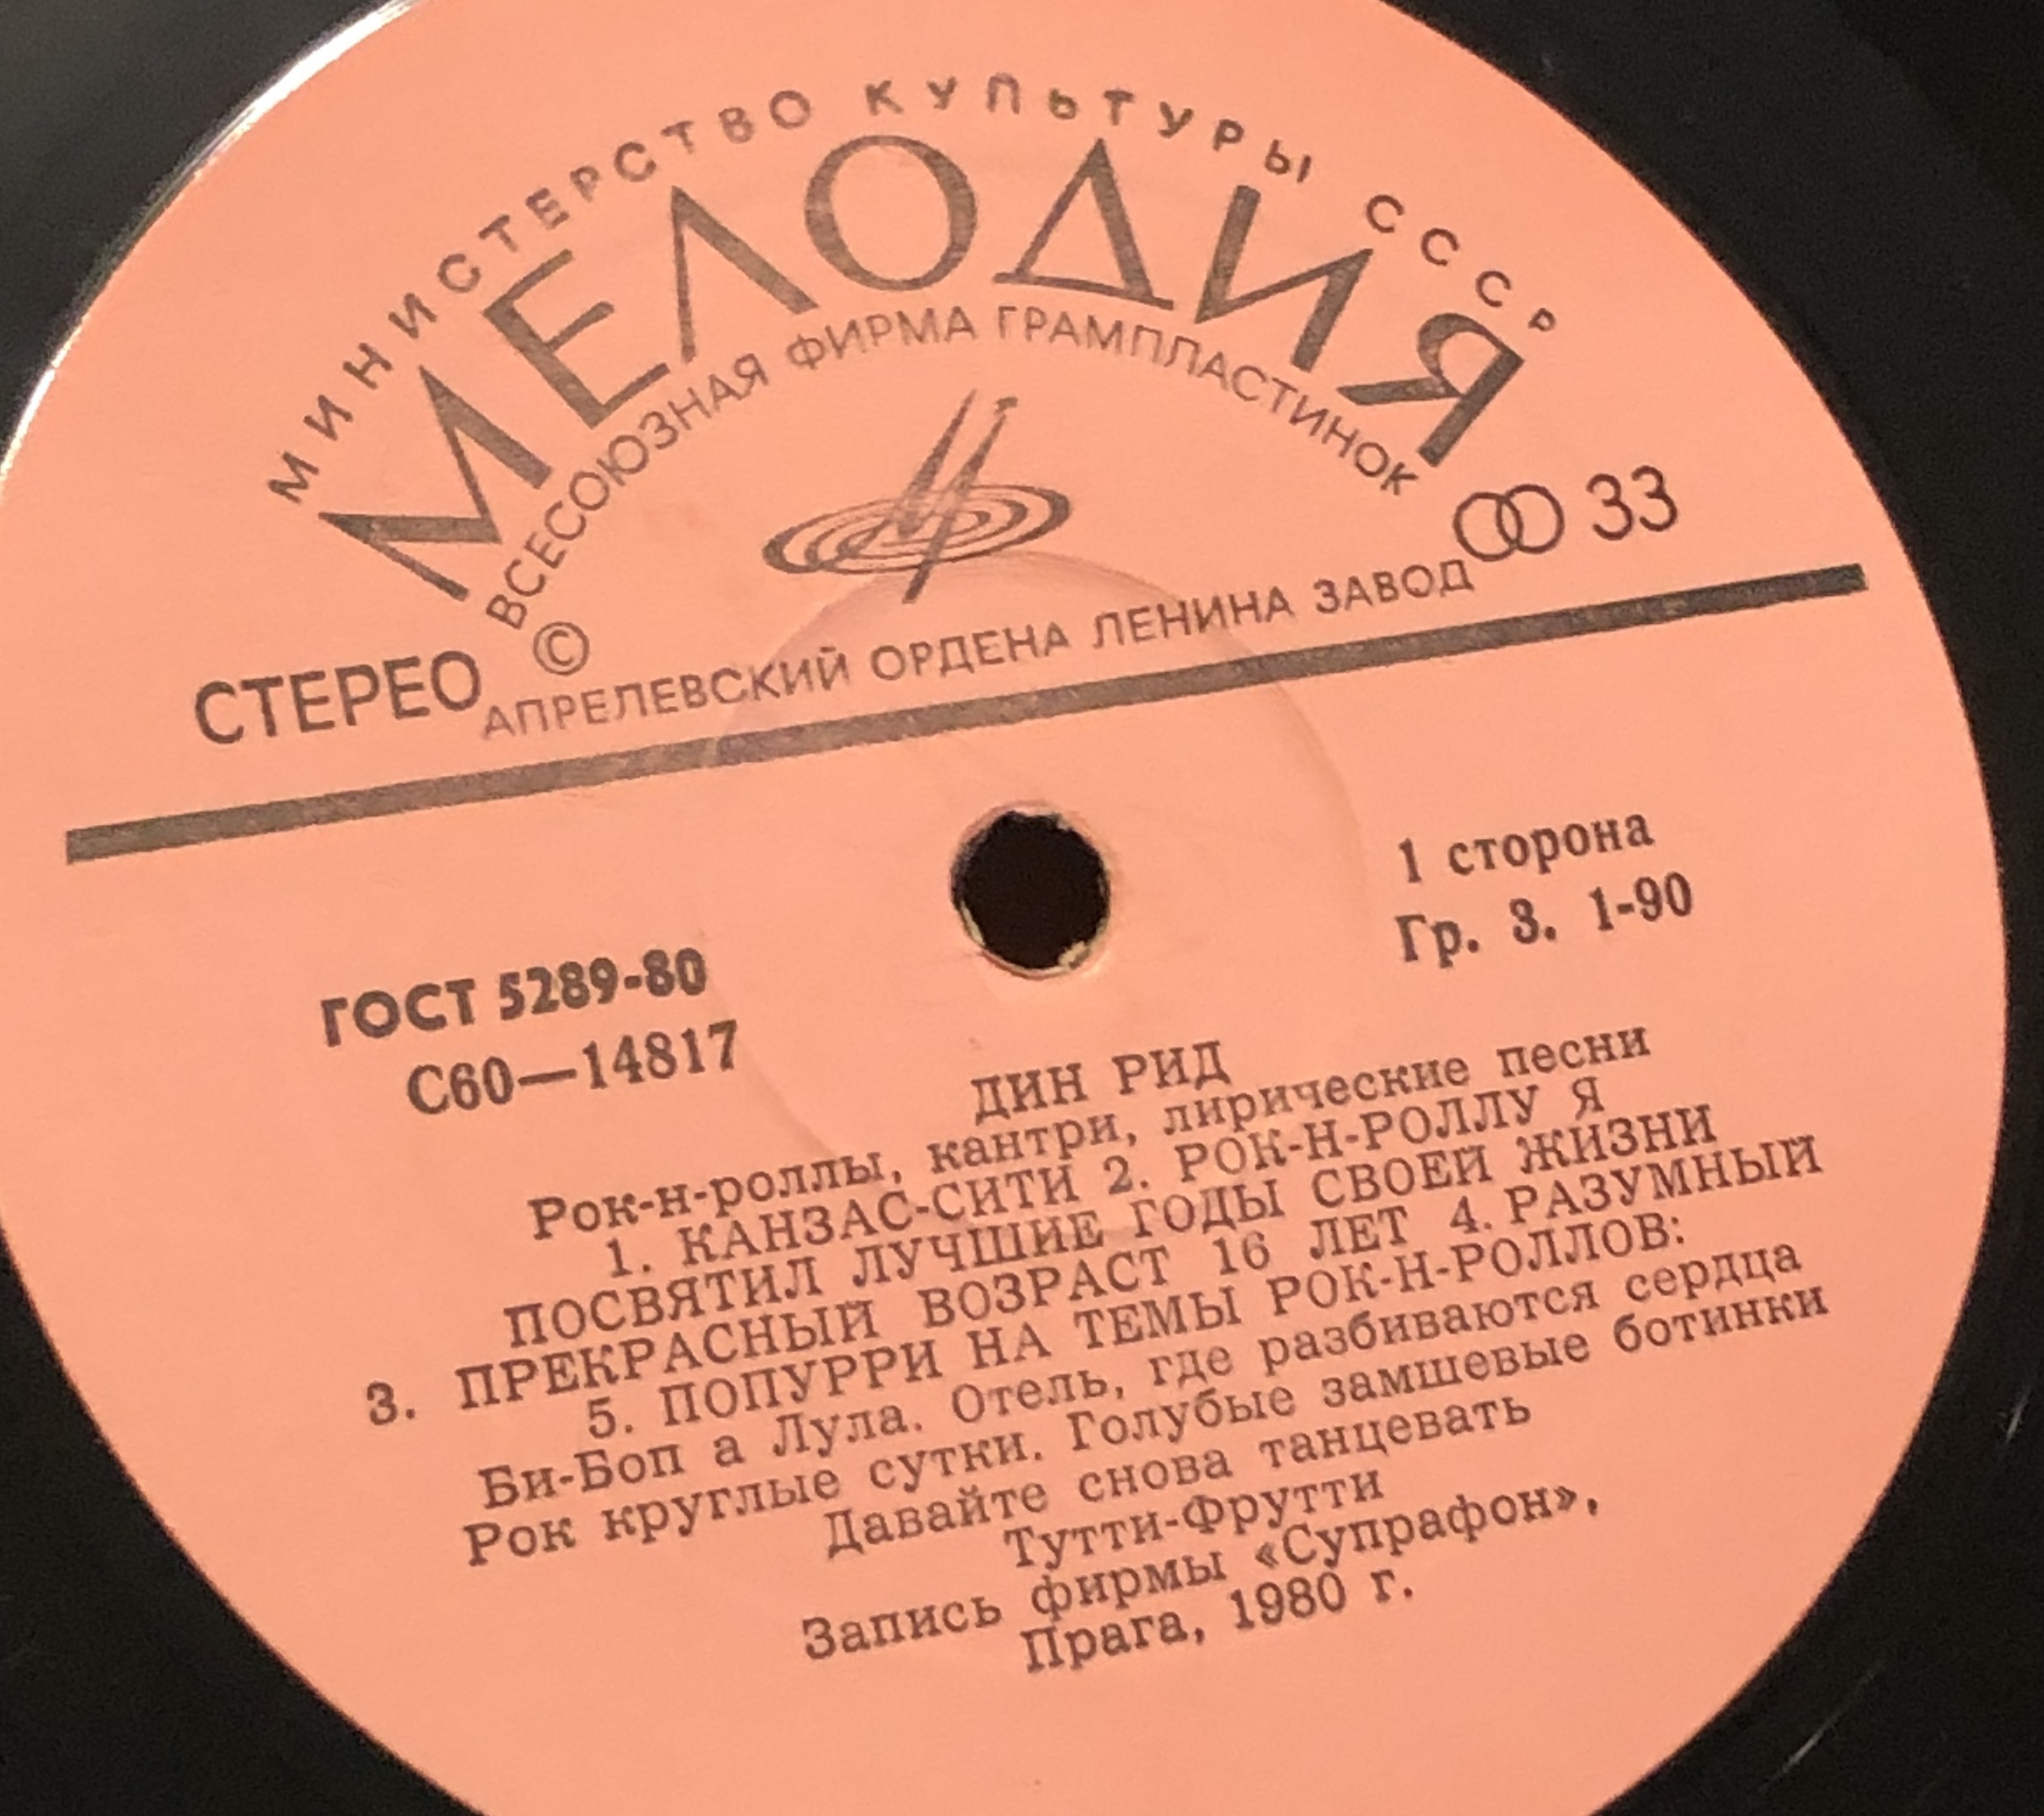 МИНИСТЕРСТВО КУЛЬТУРЫ СССР
МЕЛОДИЯ
ВСЕСОЮЗНАЯ ФИРМА ГРАМПЛАСТИНОК
33
СТЕРЕО
©
АПРЕЛЕВСКИЙ ОРДЕНА ЛЕНИНА ЗАВОД
1 сторона
Гр. 3. 1-90
ГОСТ 5289-80
С60—14817
ДИН РИД
Рок-н-роллы, кантри, лирические песни
1. КАНЗАС-СИТИ 2. РОК-Н-РОЛЛУ Я
ПОСВЯТИЛ ЛУЧШИЕ ГОДЫ СВОЕЙ ЖИЗНИ
3. ПРЕКРАСНЫЙ ВОЗРАСТ 16 ЛЕТ 4. РАЗУМНЫЙ
5. ПОПУРРИ НА ТЕМЫ РОК-Н-РОЛЛОВ:
Би-Боп а Лула. Отель, где разбиваются сердца
Рок круглые сутки. Голубые замшевые ботинки
Давайте снова танцевать
Тутти-Фрутти
Запись фирмы «Супрафон»,
Прага, 1980 г.